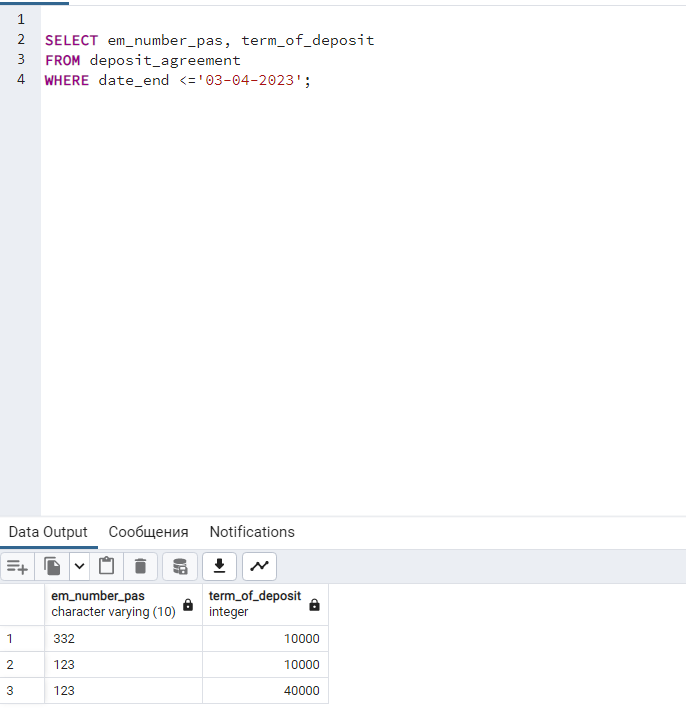 1
2 SELECT em_number_pas, term_of_deposit
3 FROM deposit_agreement
4 WHERE date_end <='03-04-2023';
Data Output Сообщения Notifications
em_number_pas term_of_deposit
character varying (10) integer
1 332 10000
2 123 10000
3 123 40000